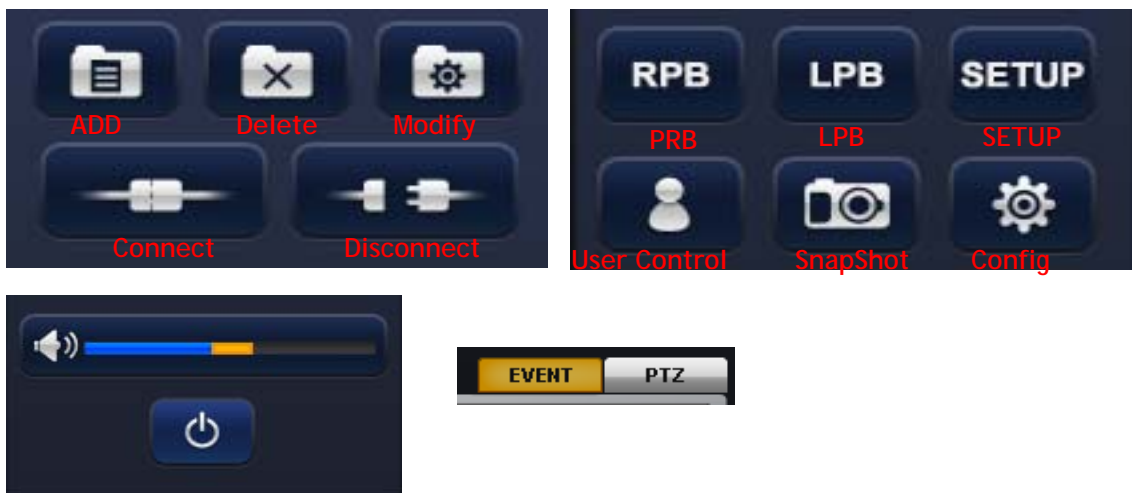 ADD Delete Modify
Connect Disconnect
RPB LPB SETUP
PRB LPB SETUP
User Control SnapShot Config
EVENT PTZ